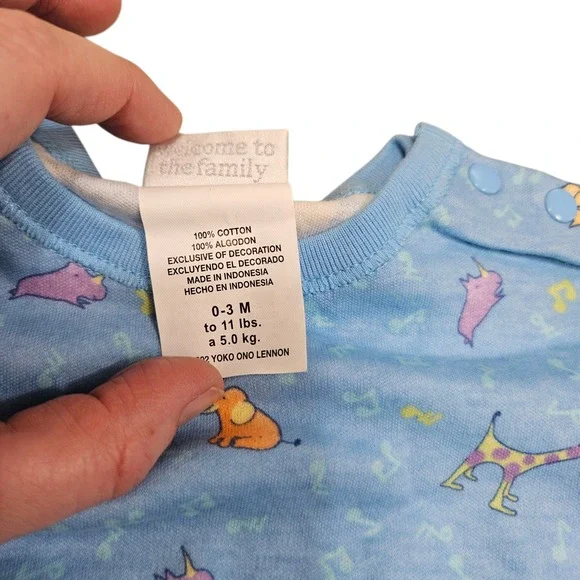 welcome to
the family
100% COTTON
100% ALGODON
EXCLUSIVE OF DECORATION
EXCLUYENDO EL DECORADO
MADE IN INDONESIA
HECHO EN INDONESIA
0-3 M
to 11 lbs.
a 5.0 kg.
YOKO ONO LENNON